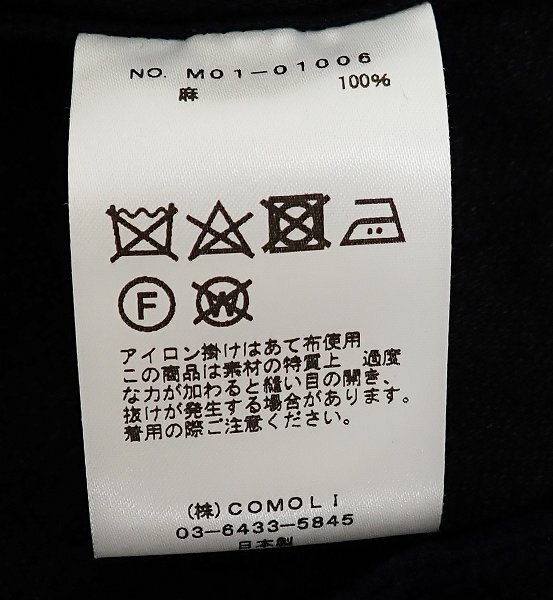 NO. M01-01006
麻 100%
F W
アイロン掛けはあて布使用
この商品は素材の特質上 過度
な力が加わると縫い目の開き、
抜けが発生する場合があります。
着用の際ご注意ください。
(株)COMOLI
03-6433-5845
日本製